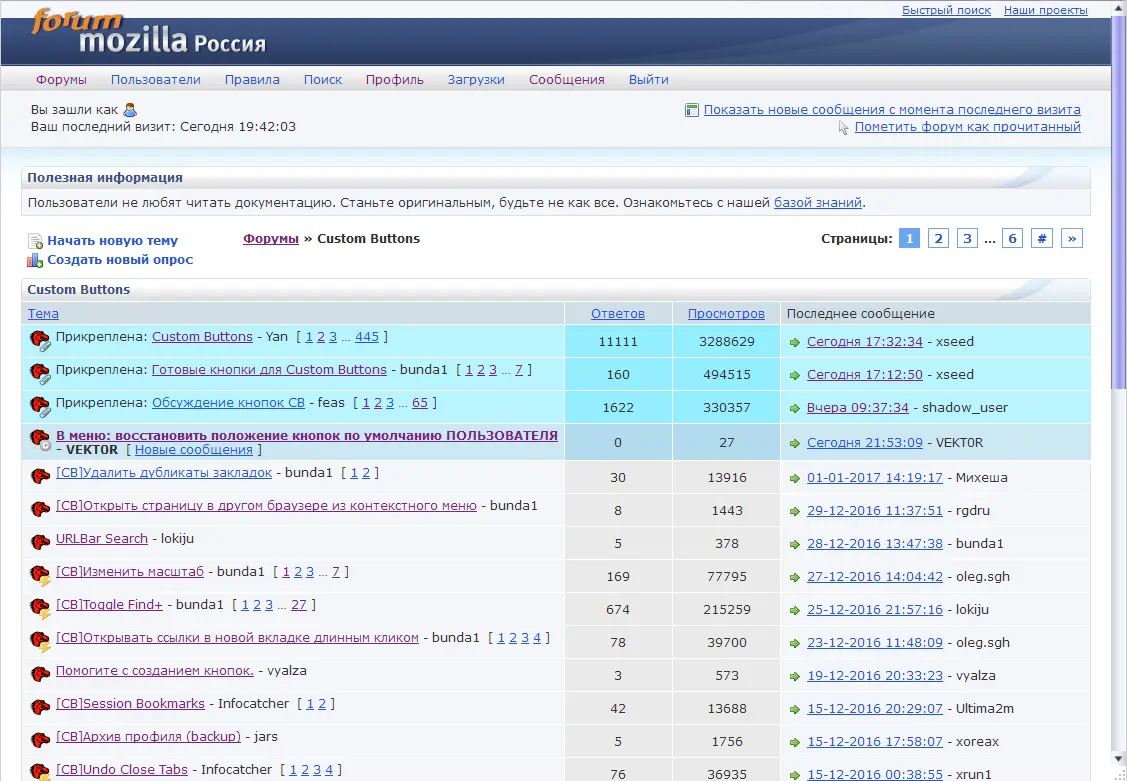 Быстрый поиск Наши проекты
forum
mozilla Россия
Форумы Пользователи Правила Поиск Профиль Загрузки Сообщения Выйти
Вы зашли как
Показать новые сообщения с момента последнего визита
Ваш последний визит: Сегодня 19:42:03
Пометить форум как прочитанный
Полезная информация
Пользователи не любят читать документацию. Станьте оригинальным, будьте не как все. Ознакомьтесь с нашей базой знаний.
Начать новую тему
Форумы » Custom Buttons
Страницы: 1 2 3 ... 6 # »
Создать новый опрос
Custom Buttons
Тема Ответов Просмотров Последнее сообщение
Прикреплена: Custom Buttons - Yan [ 1 2 3 ... 445 ] 11111 3288629 Сегодня 17:32:34 - xseed
Прикреплена: Готовые кнопки для Custom Buttons - bunda1 [ 1 2 3 ... 7 ] 160 494515 Сегодня 17:12:50 - xseed
Прикреплена: Обсуждение кнопок СВ - feas [ 1 2 3 ... 65 ] 1622 330357 Вчера 09:37:34 - shadow_user
В меню: восстановить положение кнопок по умолчанию ПОЛЬЗОВАТЕЛЯ
- VEKT0R [ Новые сообщения ] 0 27 Сегодня 21:53:09 - VEKT0R
[CB]Удалить дубликаты закладок - bunda1 [ 1 2 ] 30 13916 01-01-2017 14:19:17 - Михеша
[CB]Открыть страницу в другом браузере из контекстного меню - bunda1 8 1443 29-12-2016 11:37:51 - rgdru
URLBar Search - lokiju 5 378 28-12-2016 13:47:38 - bunda1
[CB]Изменить масштаб - bunda1 [ 1 2 3 ... 7 ] 169 77795 27-12-2016 14:04:42 - oleg.sgh
[CB]Toggle Find+ - bunda1 [ 1 2 3 ... 27 ] 674 215259 25-12-2016 21:57:16 - lokiju
[CB]Открывать ссылки в новой вкладке длинным кликом - bunda1 [ 1 2 3 4 ] 78 39700 23-12-2016 11:48:09 - oleg.sgh
Помогите с созданием кнопок. - vyalza 3 573 19-12-2016 20:33:23 - vyalza
[CB]Session Bookmarks - Infocatcher [ 1 2 ] 42 13688 15-12-2016 20:29:07 - Ultima2m
[CB]Архив профиля (backup) - jars 5 1756 15-12-2016 17:58:07 - xoreax
[CB]Undo Close Tabs - Infocatcher [ 1 2 3 4 ] 76 36935 15-12-2016 00:38:55 - xrun1